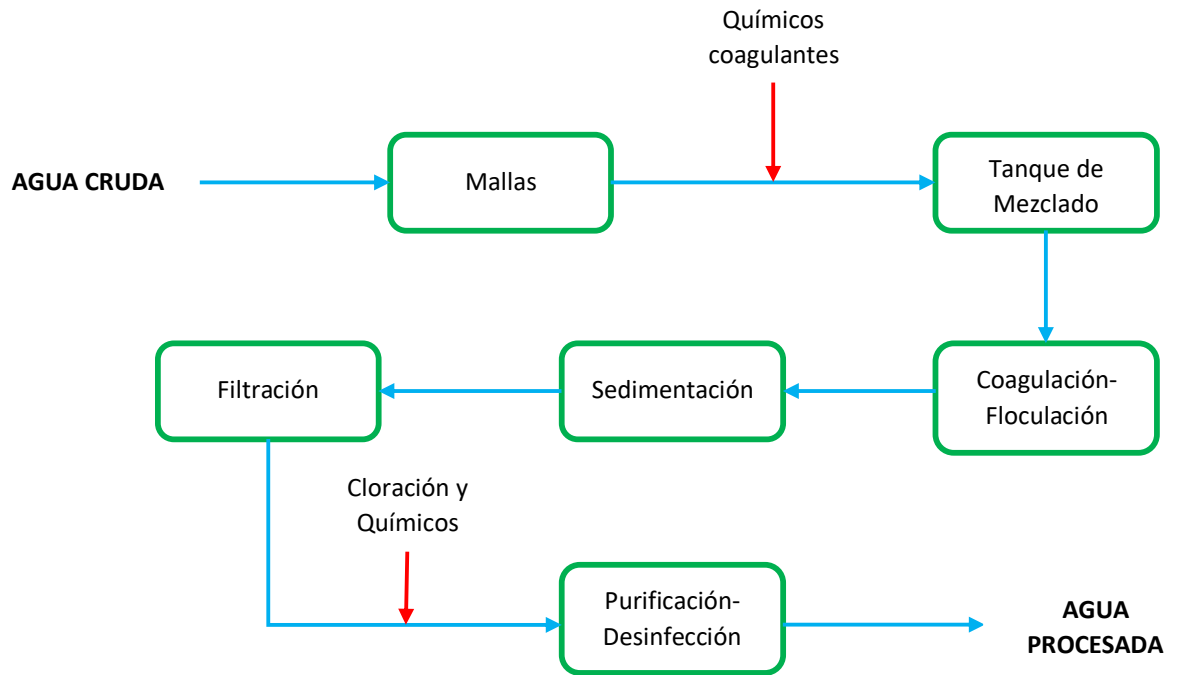 Químicos
coagulantes
AGUA CRUDA
Mallas
Tanque de
Mezclado
Coagulación-
Floculación
Sedimentación
Filtración
Cloración y
Químicos
Purificación-
Desinfección
AGUA
PROCESADA